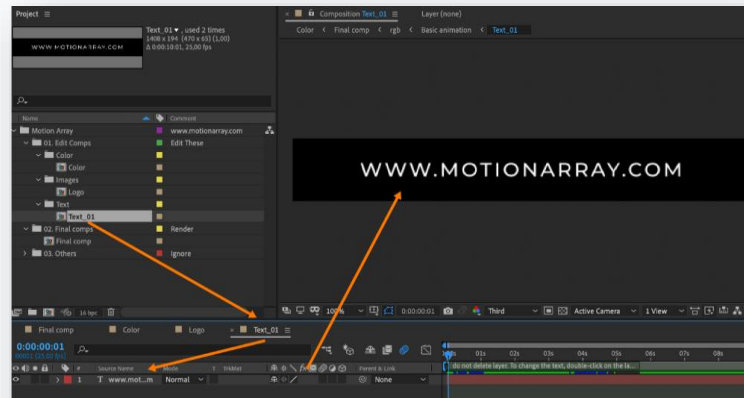 Project
Text_01 , used 2 times
1408 x 194 (470 x 65) (1,00)
Δ 0:00:10:01, 25,00 fps
WWW.MOTIONARRAY.COM
Name Comment
Motion Array www.motionarray.com
01. Edit Comps Edit These
Color
Color
Images
Logo
Text
Text_01
02. Final comps Render
Final comp
03. Others Ignore
16 bpc
Composition Text_01 Layer (none)
Color Final comp rgb Basic animation Text_01
WWW.MOTIONARRAY.COM
100% 0:00:00:01 Third Active Camera 1 View
Final comp Color Logo Text_01
0:00:00:01
00001 (25.00 fps)
# Source Name Mode T TrkMat Parent & Link
1 T www.mot...m Normal None
01s 02s 03s 04s 05s 06s 07s 08s
do not delete layer. To change the text, double-click on the la...